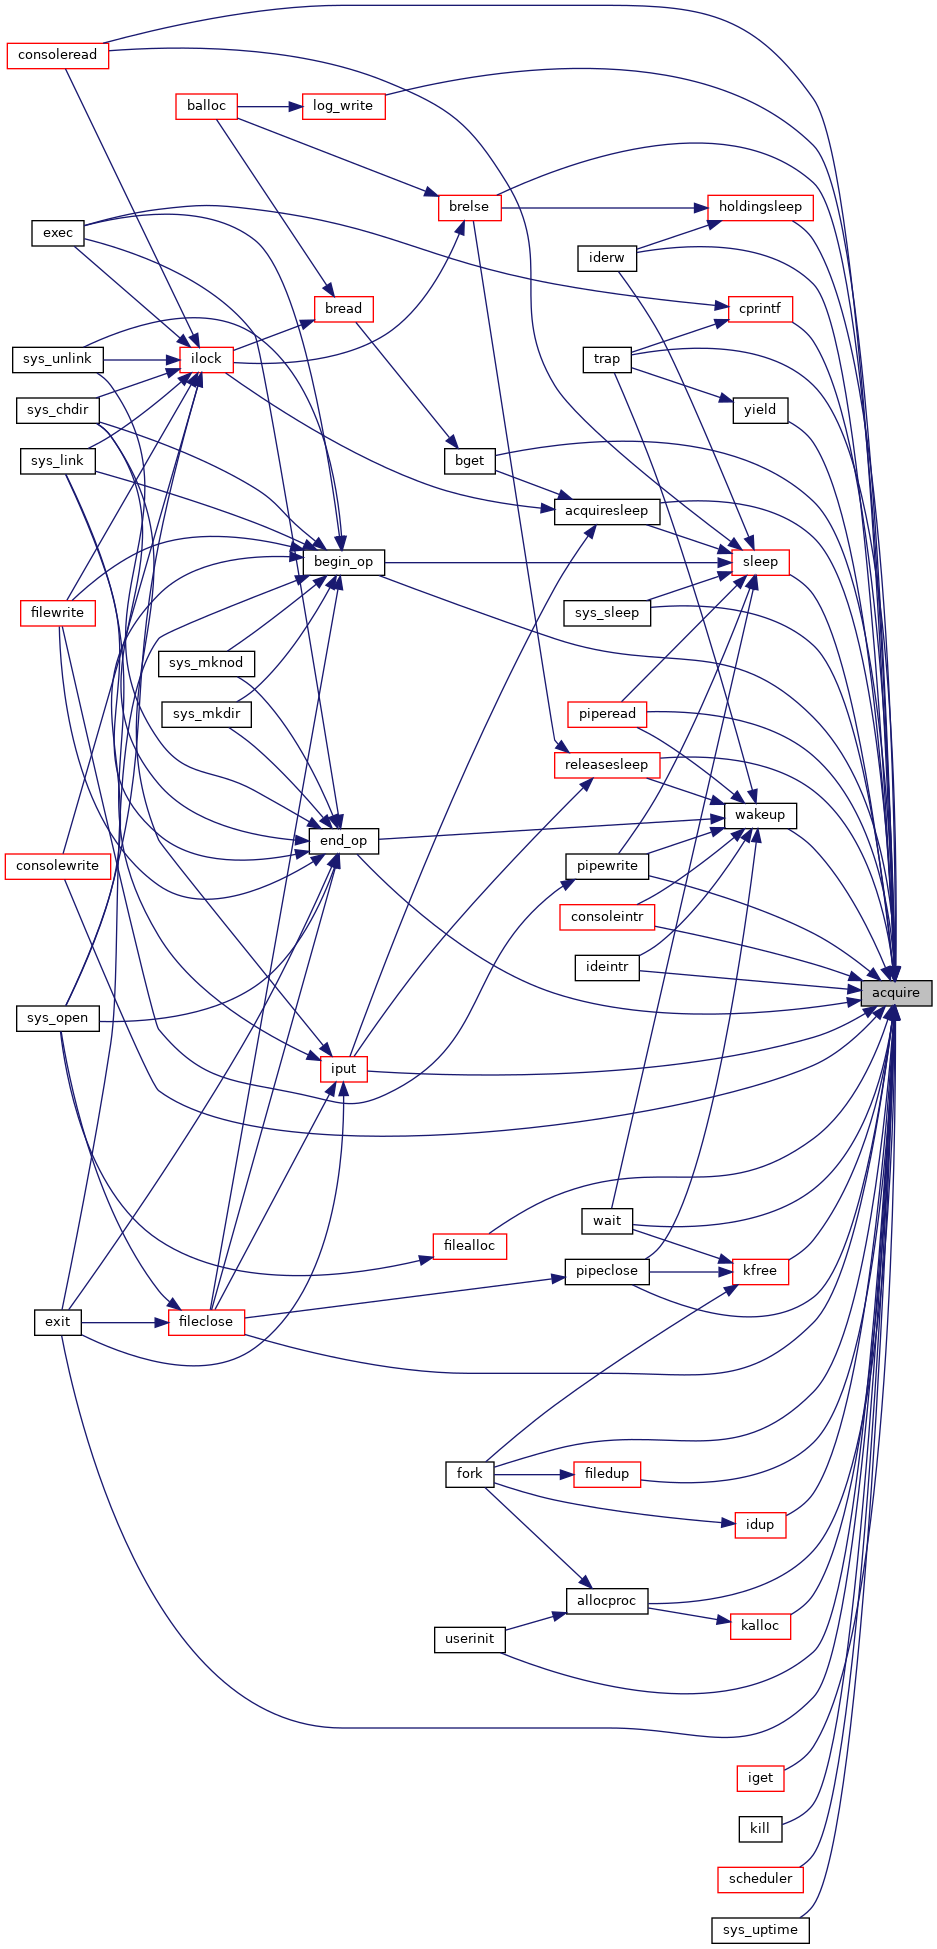 consoleread
balloc
log_write
brelse
holdingsleep
exec
iderw
bread
cprintf
sys_unlink
ilock
trap
sys_chdir
yield
sys_link
bget
acquiresleep
begin_op
sleep
filewrite
sys_sleep
sys_mknod
sys_mkdir
piperead
releasesleep
wakeup
end_op
consolewrite
pipewrite
consoleintr
ideintr
acquire
sys_open
iput
wait
filealloc
pipeclose
kfree
exit
fileclose
fork
filedup
idup
allocproc
kalloc
userinit
iget
kill
scheduler
sys_uptime